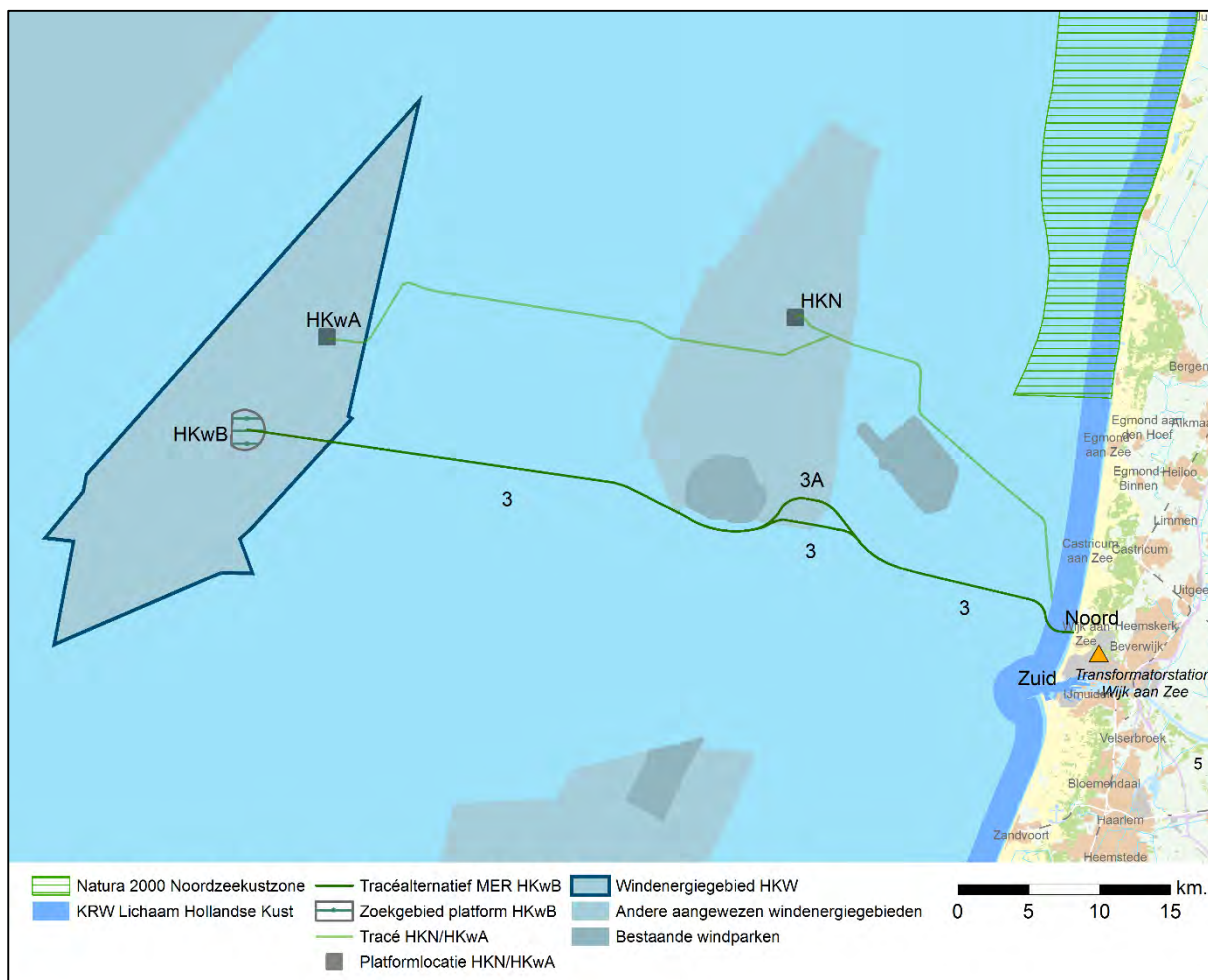 HKwA
HKN
HKwB
3
3A
3
3
Bergen
Egmond aan
den Hoef
Alkmaa
Egmond
aan Zee
Egmond
Binnen
Heiloo
Limmen
Castricum
aan Zee
Castricum
Uitgee
Noord
Wijk aan
Zee
Heemskerk
Beverwijk
Transformatorstation
Wijk aan Zee
Zuid
IJmuiden
Velserbroek
5
Bloemendaal
Haarlem
Zandvoort
Heemstede
Natura 2000 Noordzeekustzone
KRW Lichaam Hollandse Kust
Tracéalternatief MER HKwB
Zoekgebied platform HKwB
Tracé HKN/HKwA
Platformlocatie HKN/HKwA
Windenergiegebied HKW
Andere aangewezen windenergiegebieden
Bestaande windparken
km.
0 5 10 15